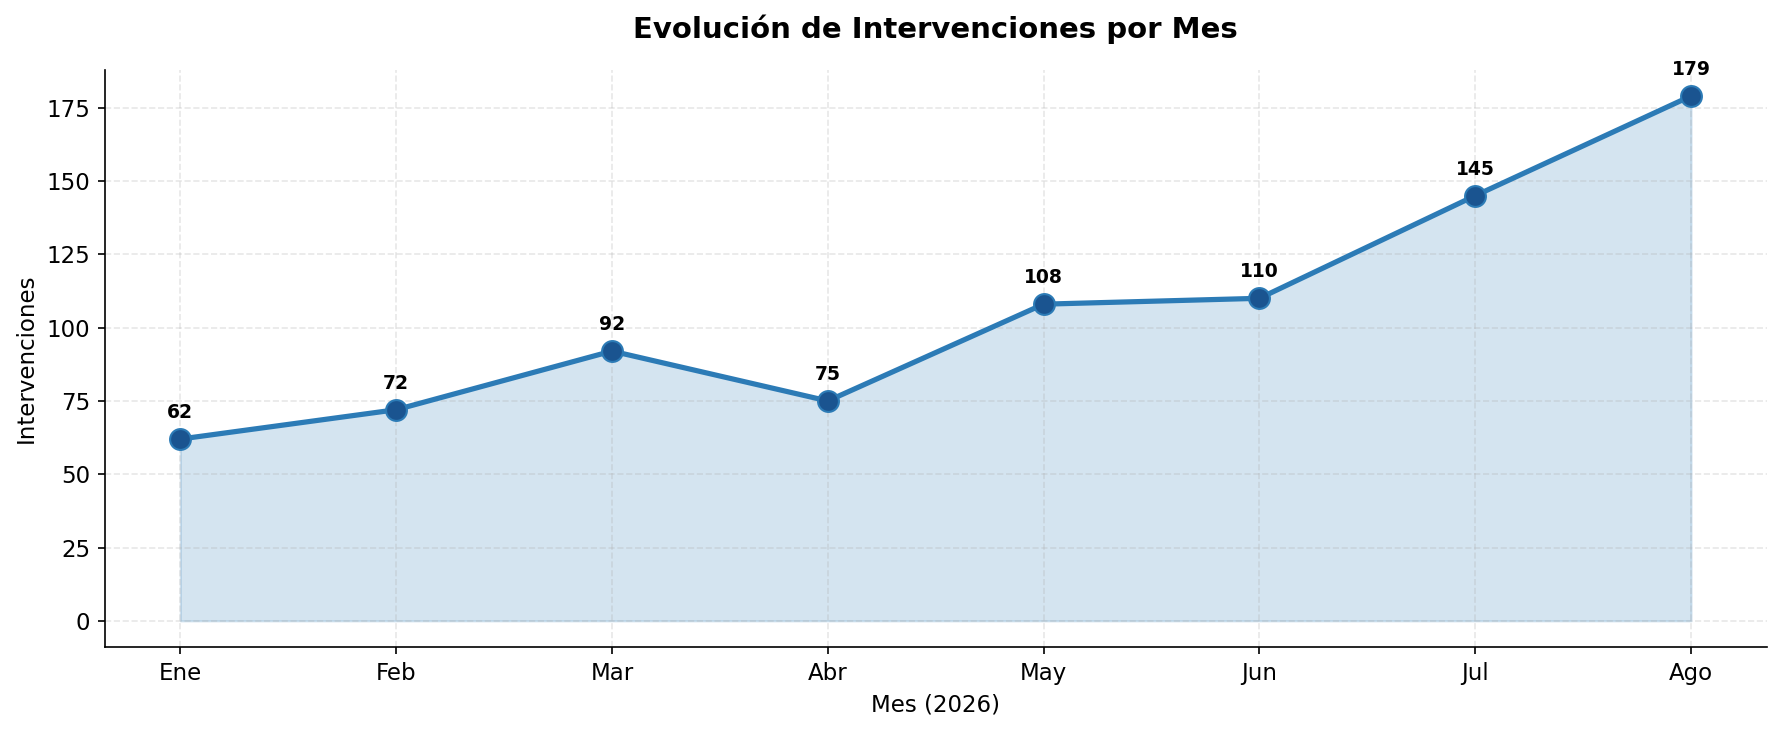 Evolución de Intervenciones por Mes
Intervenciones
175
150
125
100
75
50
25
0
62
72
92
75
108
110
145
179
Ene
Feb
Mar
Abr
May
Jun
Jul
Ago
Mes (2026)